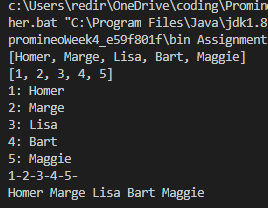 c:\Users\redir\OneDrive\coding\Promin
her.bat "C:\Program Files\Java\jdk1.8
promineoWeek4_e59f801f\bin Assignment
[Homer, Marge, Lisa, Bart, Maggie]
[1, 2, 3, 4, 5]
1: Homer
2: Marge
3: Lisa
4: Bart
5: Maggie
1-2-3-4-5-
Homer Marge Lisa Bart Maggie